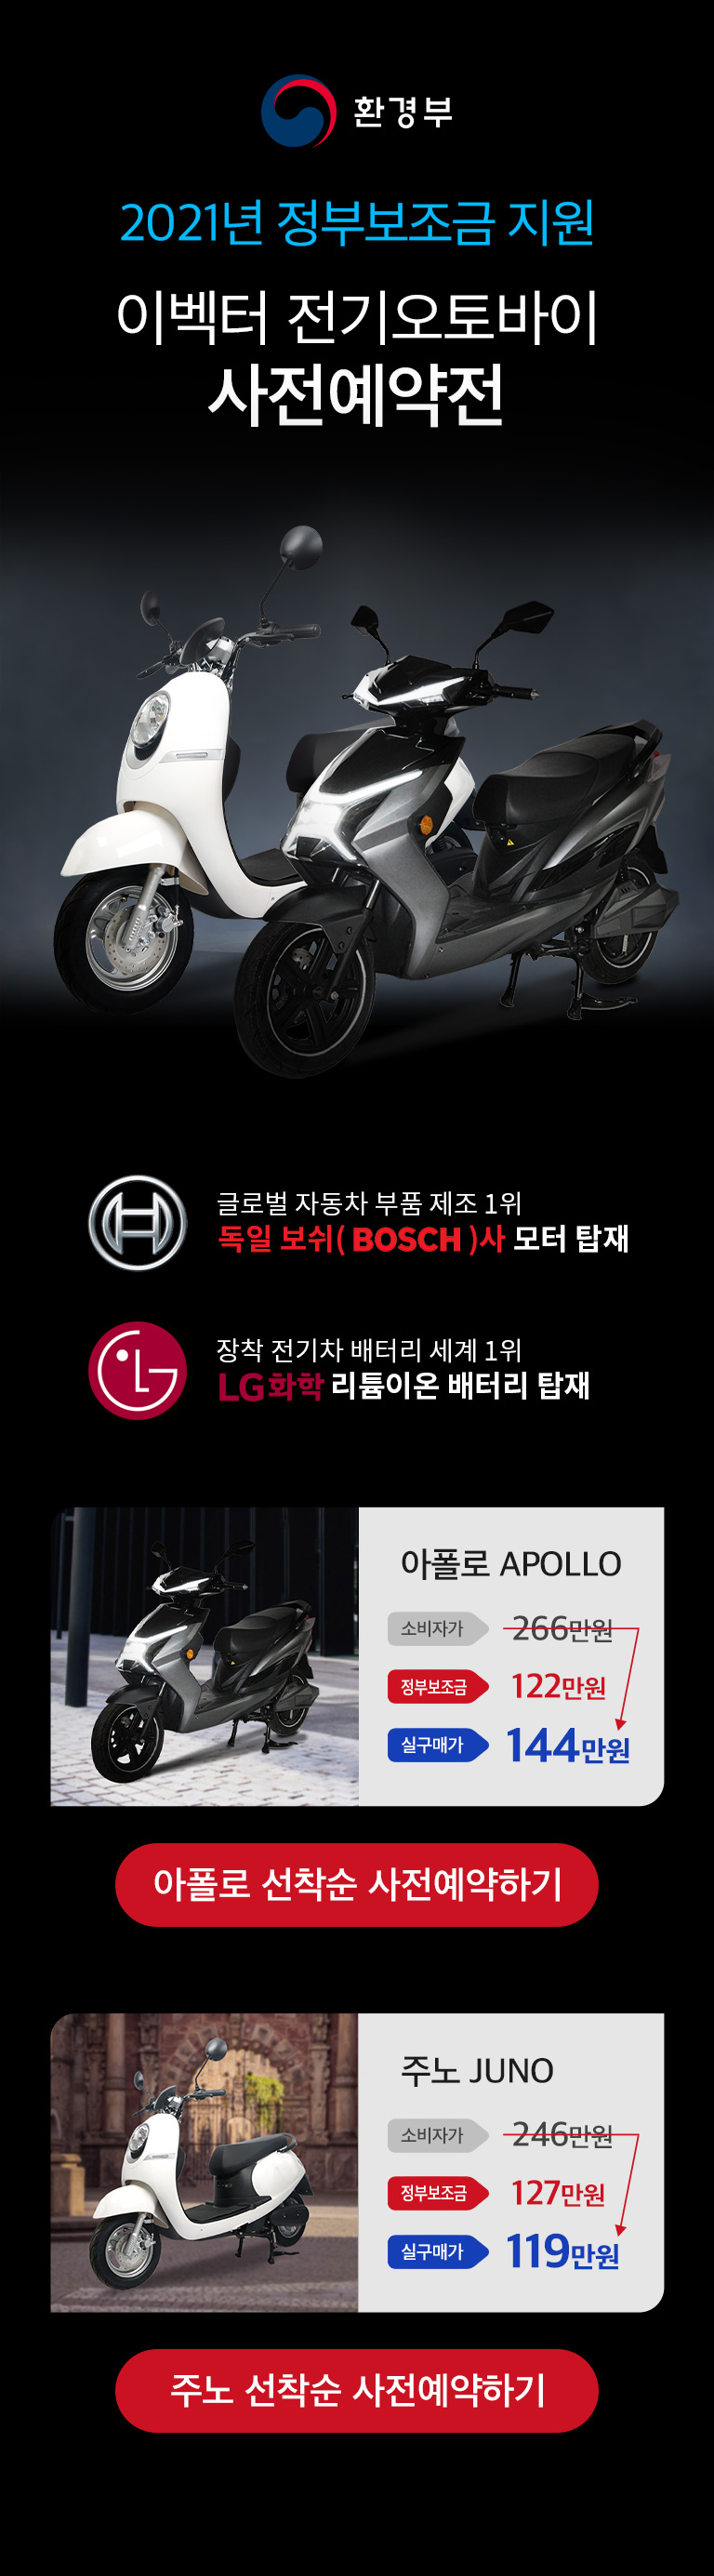 환경부
2021년 정부보조금 지원
이벡터 전기오토바이
사전예약전
글로벌 자동차 부품 제조 1위
독일 보쉬( BOSCH )사 모터 탑재
LG
장착 전기차 배터리 세계 1위
LG화학 리튬이온 배터리 탑재
아폴로 APOLLO
소비자가 266만원
정부보조금 122만원
실구매가 144만원
아폴로 선착순 사전예약하기
주노 JUNO
소비자가 246만원
정부보조금 127만원
실구매가 119만원
주노 선착순 사전예약하기